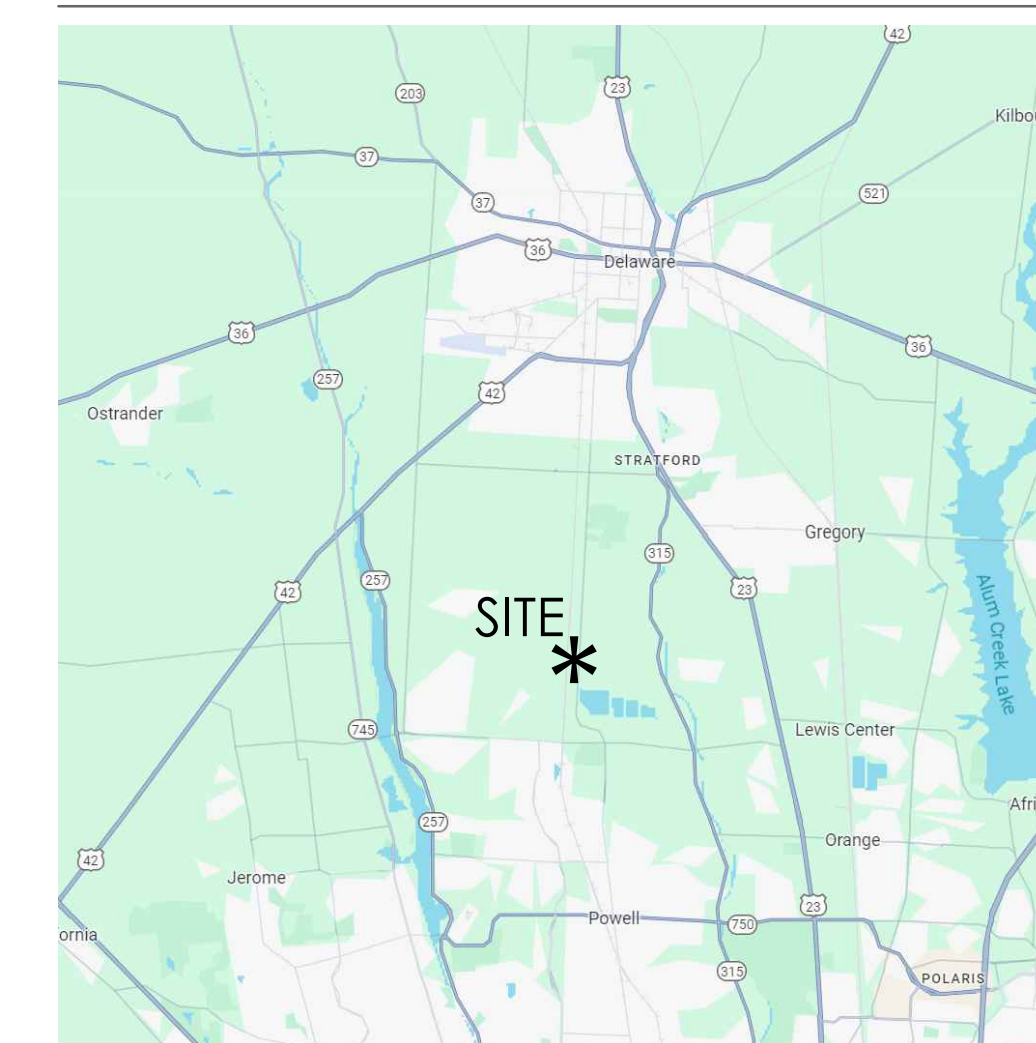 42
23
203
Kilbo
37
521
37
36
Delaware
36
36
257
42
Ostrander
STRATFORD
Gregory
315
257
23
42
Alum Creek Lake
SITE
*
745
Lewis Center
Afri
257
Orange
42
Jerome
23
Powell
750
ornia
315
POLARIS